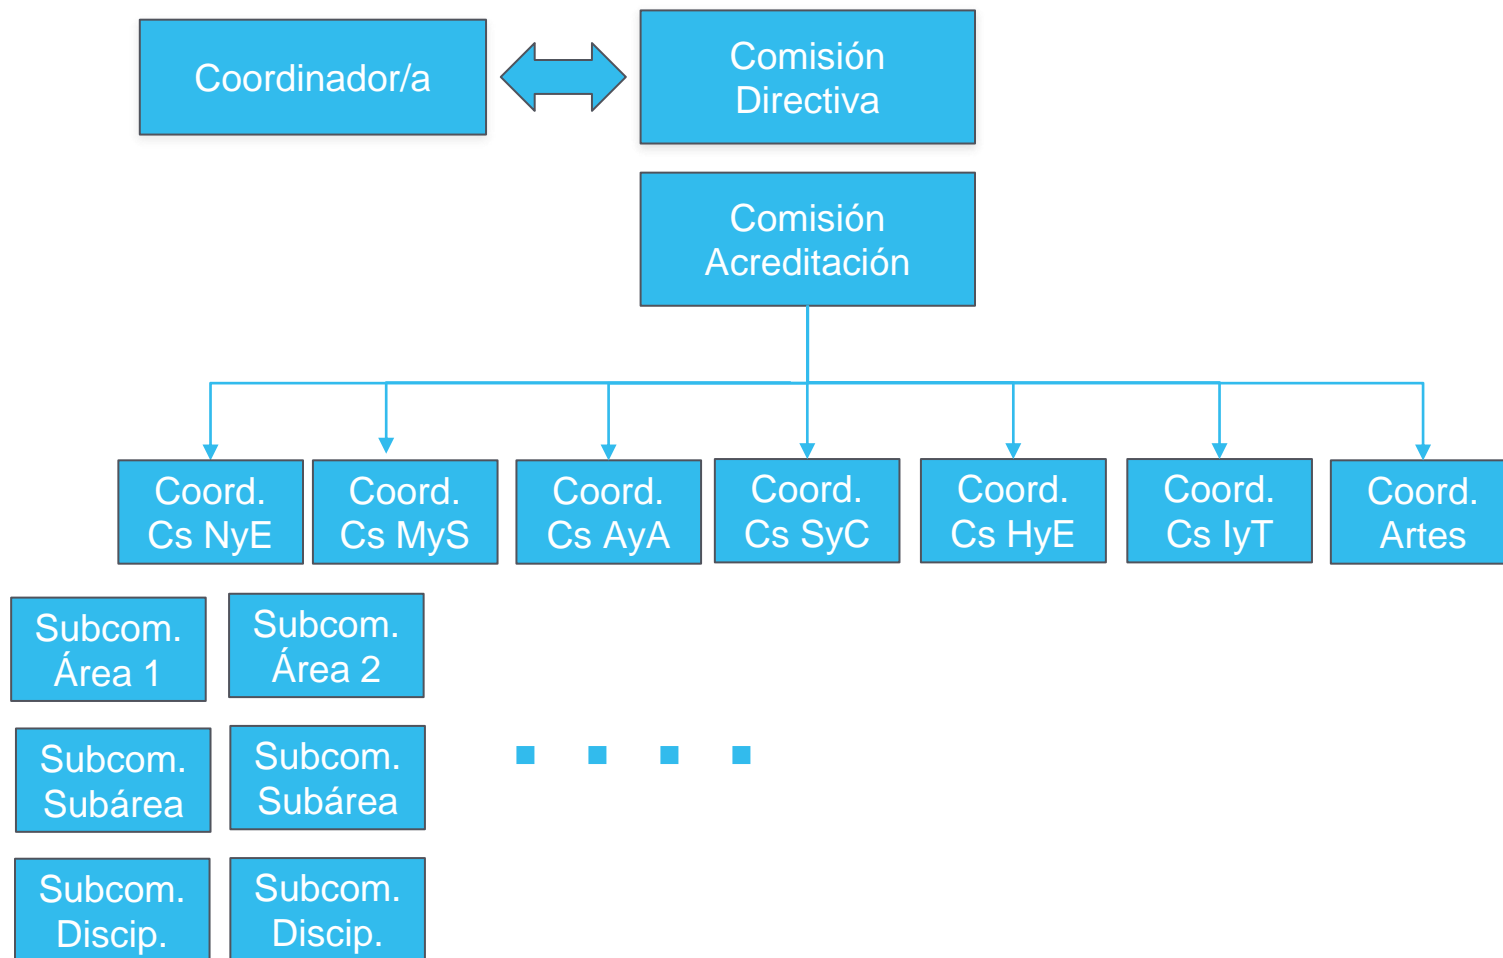 Coordinador/a
Comisión
Directiva
Comisión
Acreditación
Coord.
Cs NyE
Coord.
Cs MyS
Coord.
Cs AyA
Coord.
Cs SyC
Coord.
Cs HyE
Coord.
Cs IyT
Coord.
Artes
Subcom.
Área 1
Subcom.
Área 2
Subcom.
Subárea
Subcom.
Subárea
Subcom.
Discip.
Subcom.
Discip.